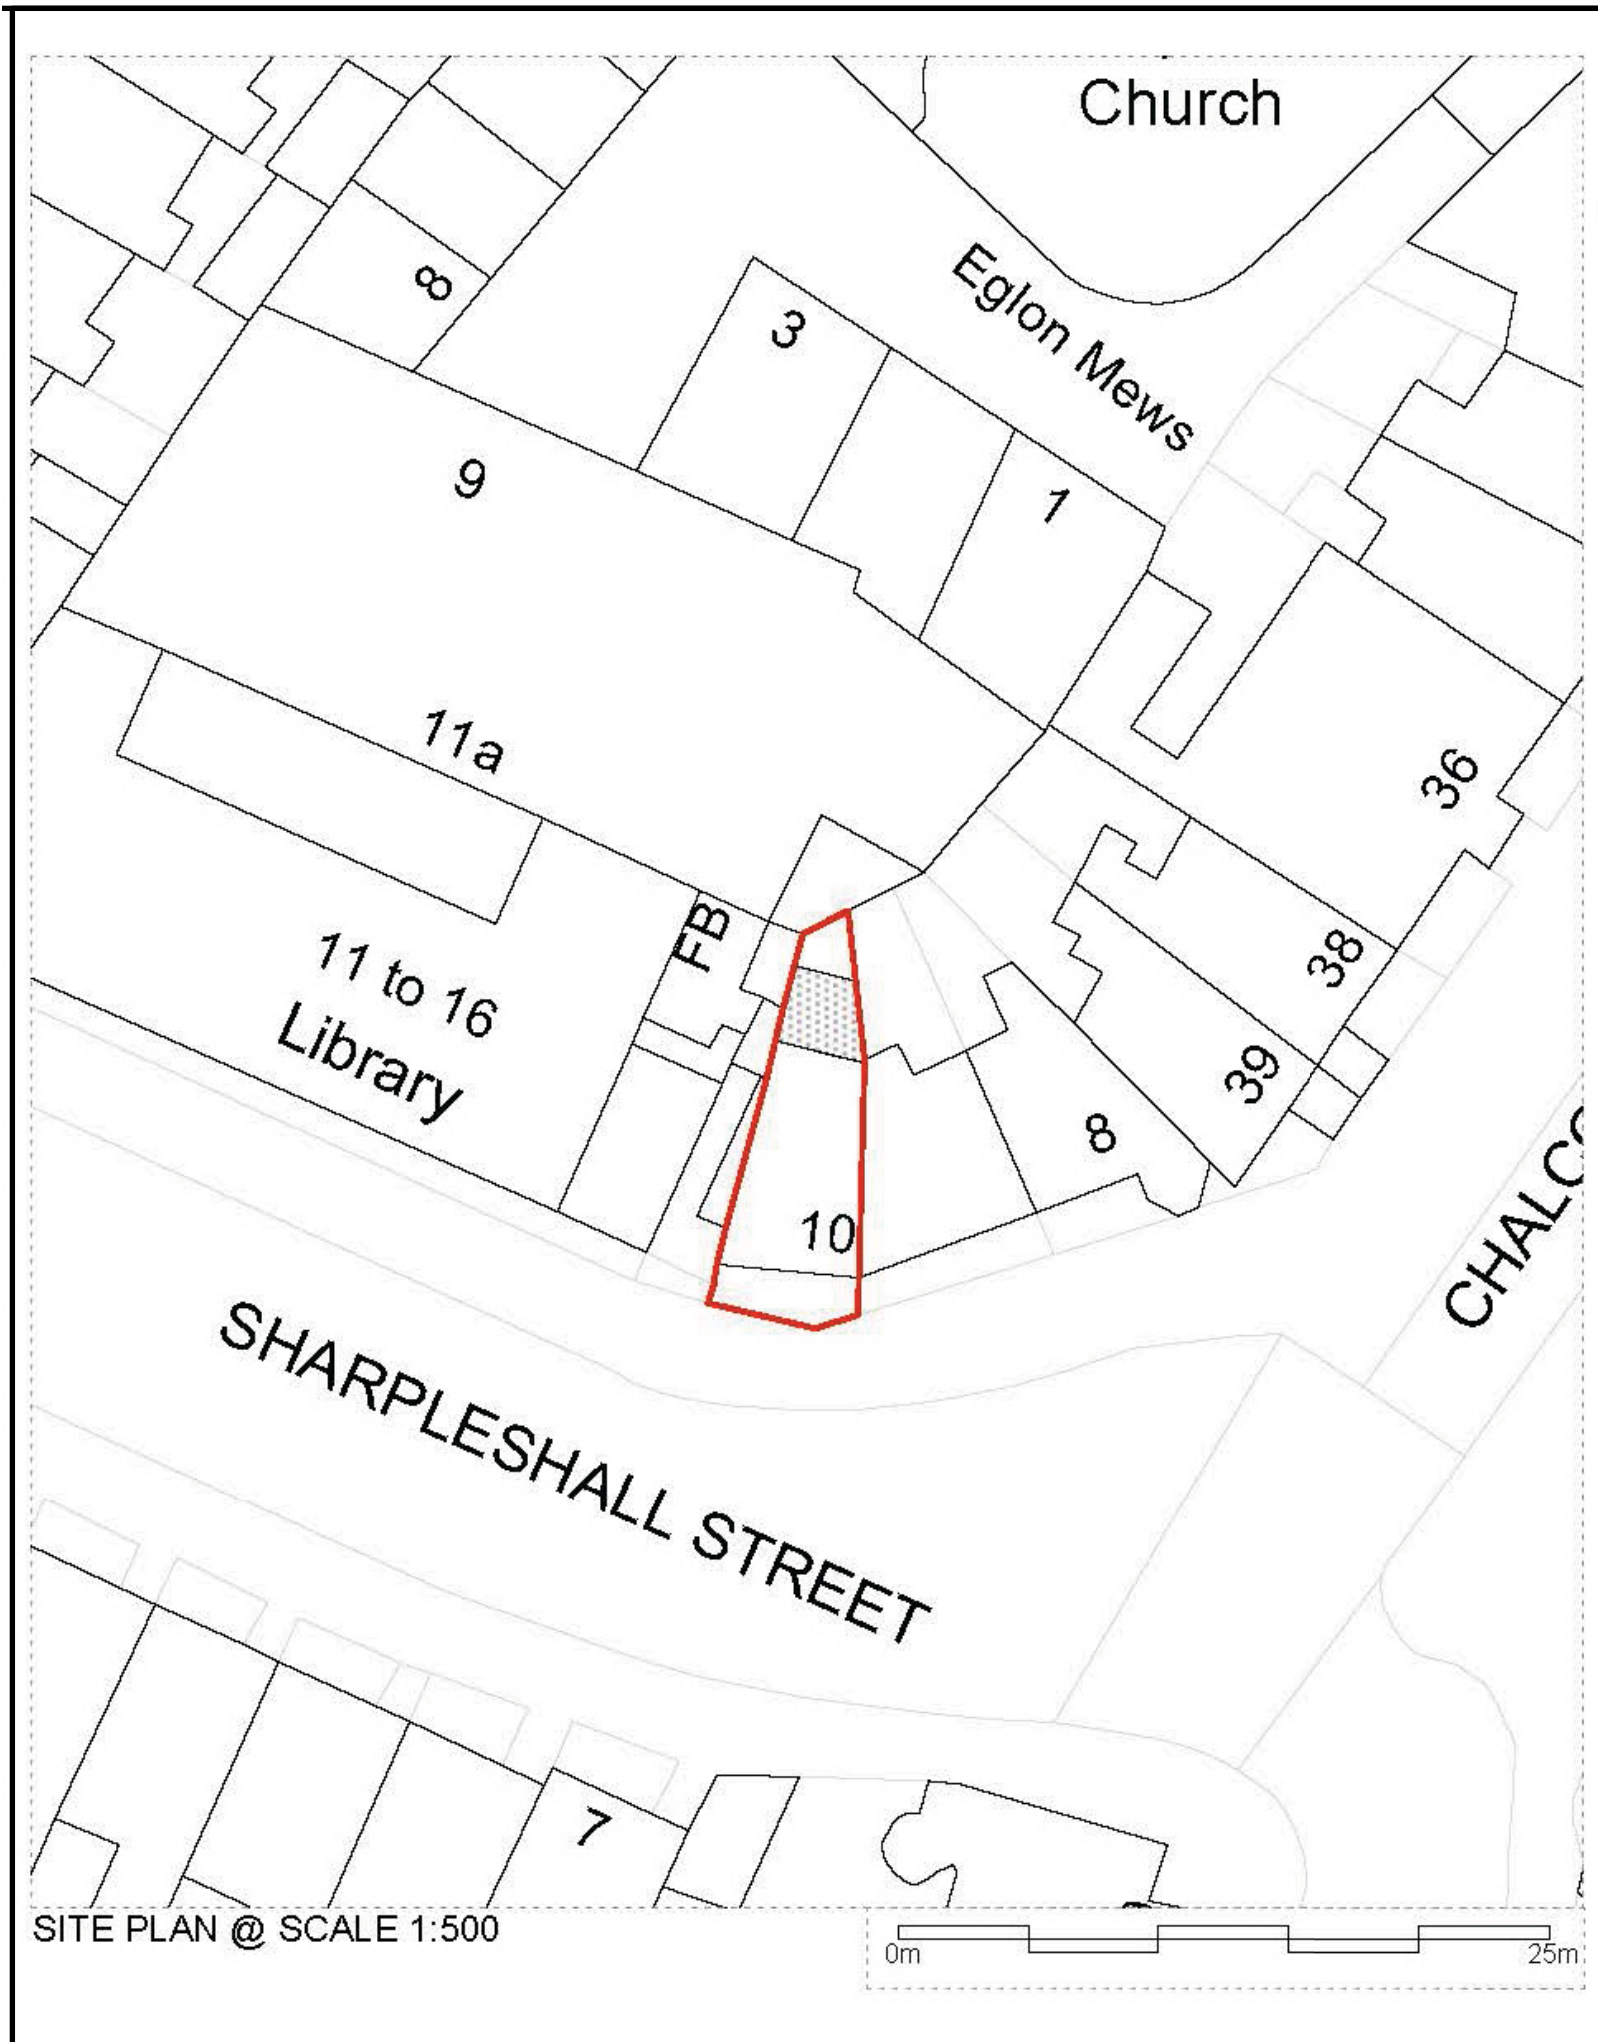 Church
8
3
Eglon Mews
9
1
11a
36
FB
11 to 16
Library
38
39
8
10
CHALC
SHARPLESHALL STREET
7
SITE PLAN @ SCALE 1:500
0m
25m